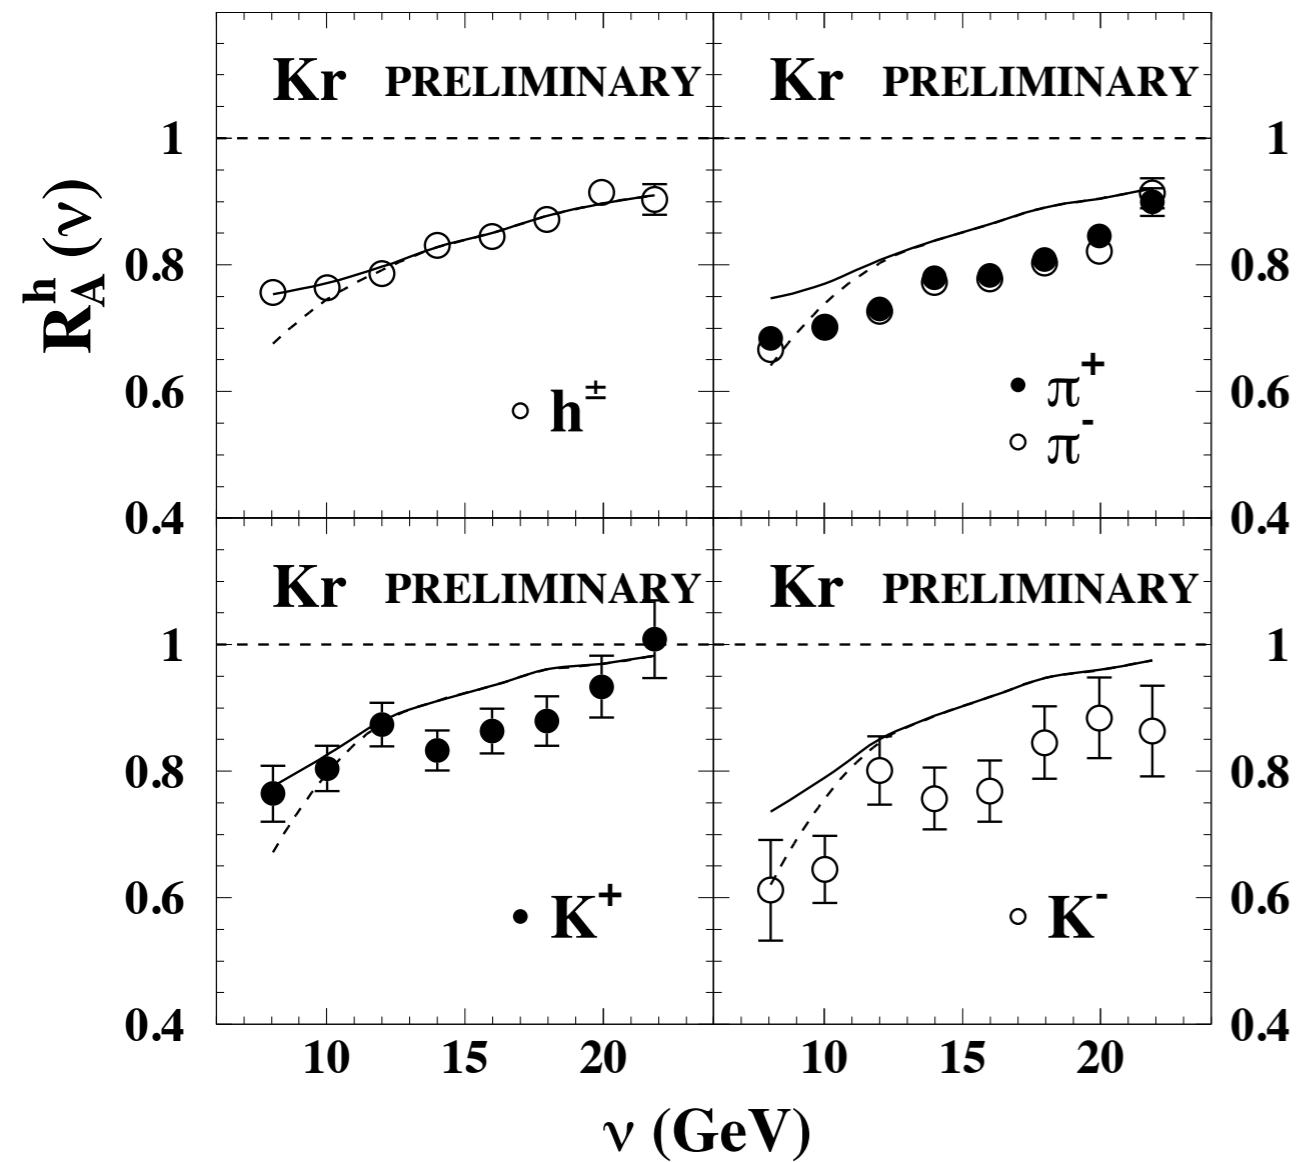 Kr PRELIMINARY
Kr PRELIMINARY
1
1
0.8
0.8
0.6
0.6
0.4
0.4
R_A^h (ν)
h±
π+
π-
Kr PRELIMINARY
Kr PRELIMINARY
1
1
0.8
0.8
0.6
0.6
0.4
0.4
K+
K-
10 15 20
10 15 20
ν (GeV)